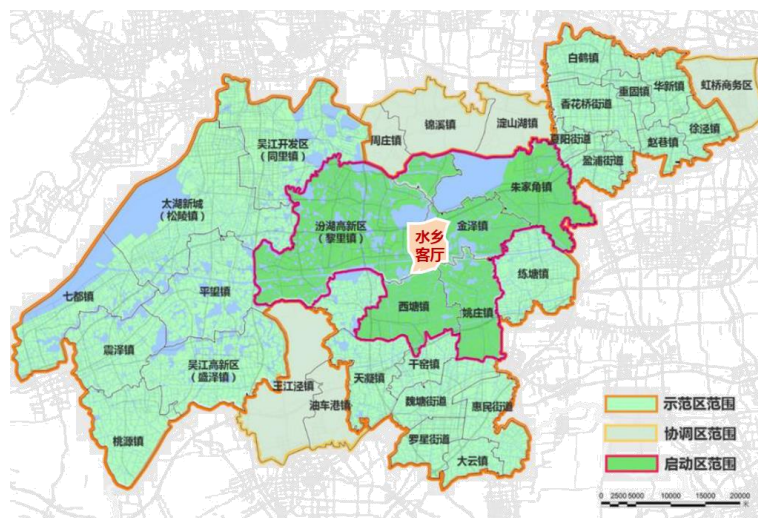 白鹤镇
虹桥商务区
重固镇
华新镇
香花桥街道
徐泾镇
夏阳街道
赵巷镇
盈浦街道
锦溪镇
淀山湖镇
周庄镇
吴江开发区
（同里镇）
朱家角镇
太湖新城
（松陵镇）
汾湖高新区
（黎里镇）
金泽镇
水乡
客厅
练塘镇
七都镇
平望镇
西塘镇
姚庄镇
震泽镇
吴江高新区
（盛泽镇）
干窑镇
王江泾镇
天凝镇
油车港镇
魏塘街道
惠民街道
桃源镇
罗星街道
大云镇
示范区范围
协调区范围
启动区范围
0 2500 5000 10000 15000 20000
米